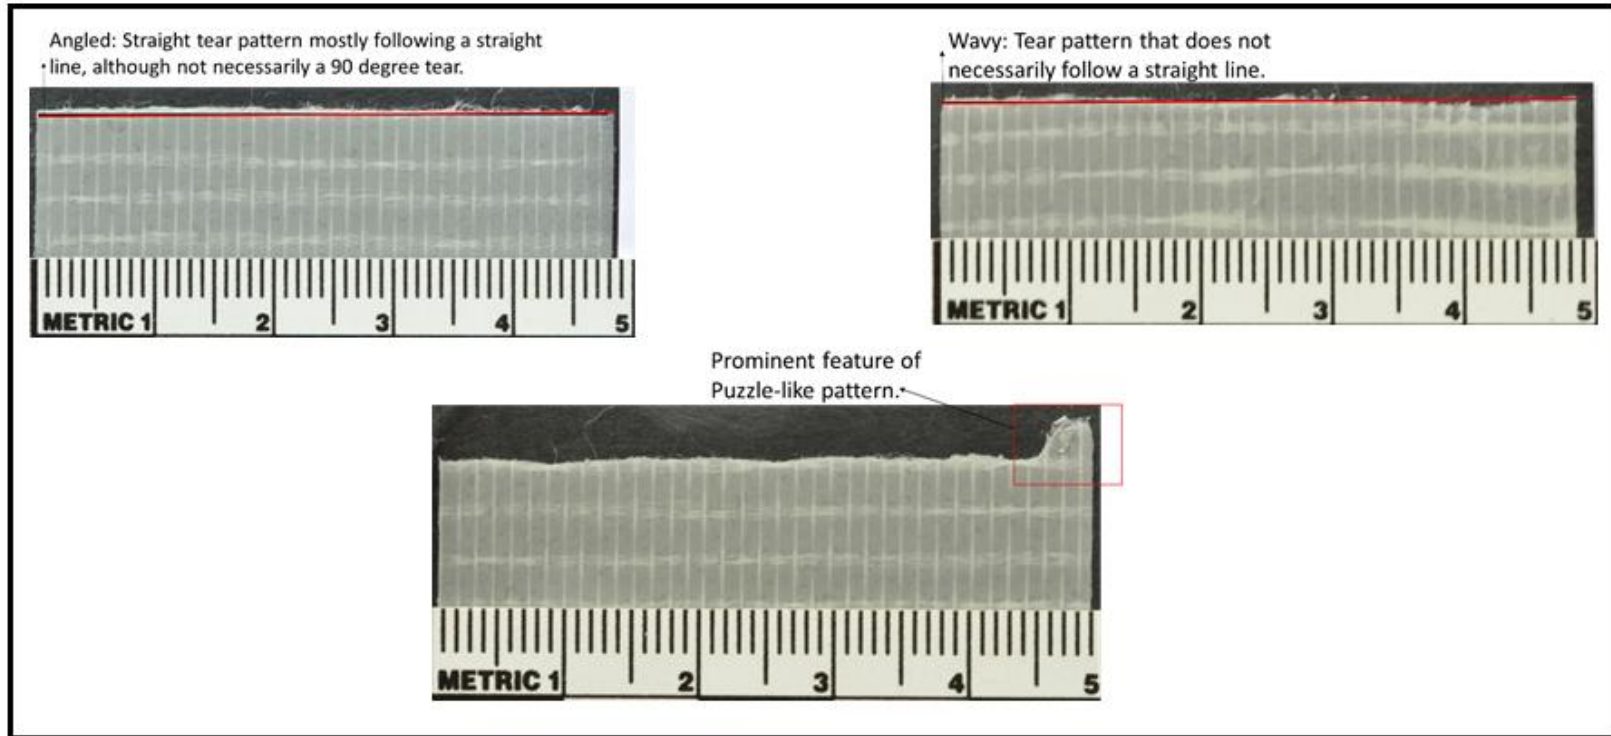 Angled: Straight tear pattern mostly following a straight
line, although not necessarily a 90 degree tear.
Wavy: Tear pattern that does not
necessarily follow a straight line.
METRIC 1 2 3 4 5
METRIC 1 2 3 4 5
Prominent feature of
Puzzle-like pattern.
METRIC 1 2 3 4 5